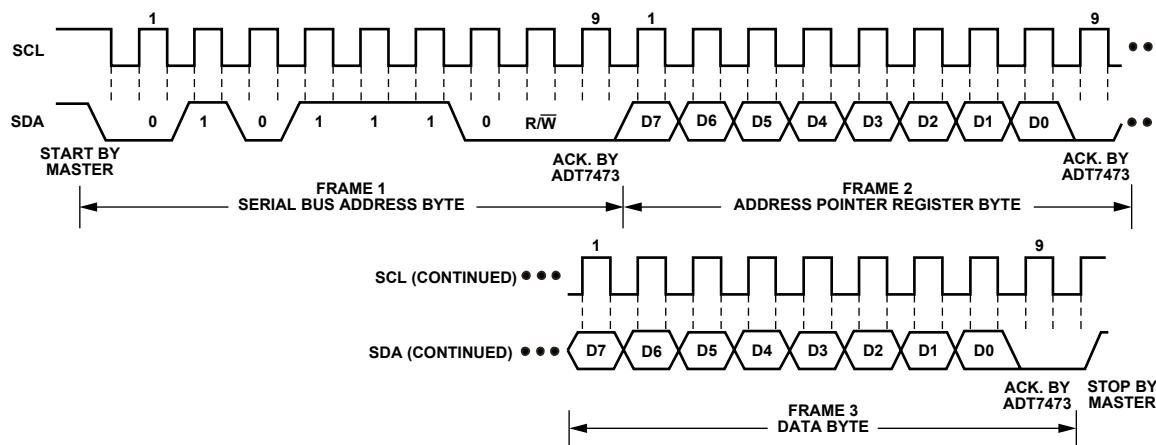 1 9 1 9
SCL
SDA 0 1 0 1 1 1 0 R/W̅ D7 D6 D5 D4 D3 D2 D1 D0
START BY
MASTER
ACK. BY
ADT7473
ACK. BY
ADT7473
FRAME 1
SERIAL BUS ADDRESS BYTE
FRAME 2
ADDRESS POINTER REGISTER BYTE
1 9
SCL (CONTINUED)
SDA (CONTINUED) D7 D6 D5 D4 D3 D2 D1 D0
ACK. BY
ADT7473
STOP BY
MASTER
FRAME 3
DATA BYTE